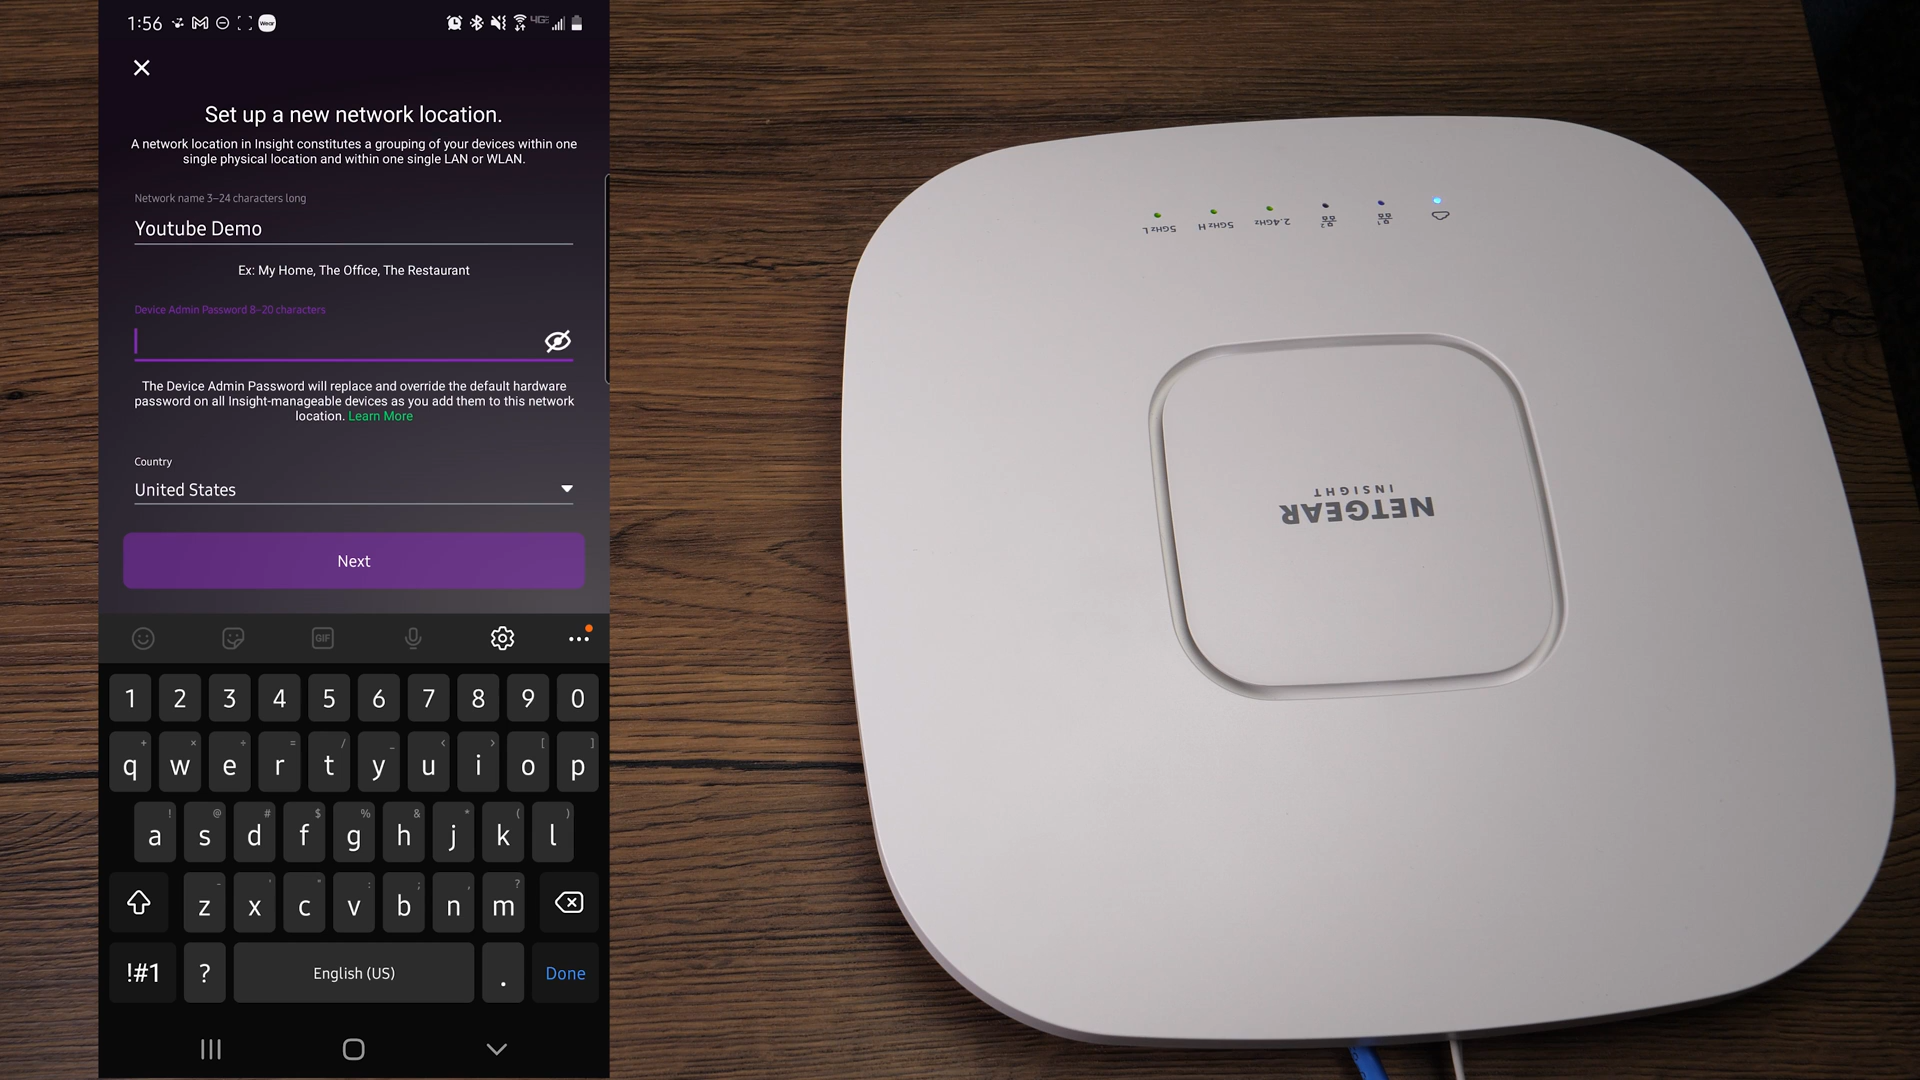 1:56
Wear
4G
Set up a new network location.
A network location in Insight constitutes a grouping of your devices within one
single physical location and within one single LAN or WLAN.
Network name 3–24 characters long
Youtube Demo
Ex: My Home, The Office, The Restaurant
Device Admin Password 8–20 characters
The Device Admin Password will replace and override the default hardware
password on all Insight-manageable devices as you add them to this network
location. Learn More
Country
United States
Next
GIF
1 2 3 4 5 6 7 8 9 0
+ × ÷ = / _ < > [ ]
q w e r t y u i o p
! @ # $ % & * ( )
a s d f g h j k l
- ' " : ; , ?
z x c v b n m
!#1 ? English (US) . Done
5GHz L 5GHz H 2.4GHz 2 1
NETGEAR
INSIGHT